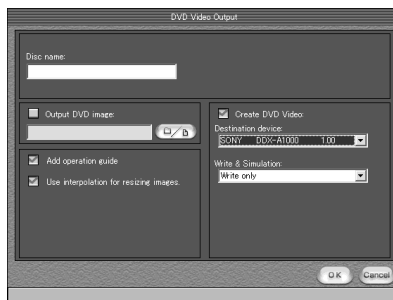 DVD Video Output
Disc name:
Output DVD image:
Add operation guide
Use interpolation for resizing images.
Create DVD Video:
Destination device:
SONY DDX-A1000 1.00
Write & Simulation:
Write only
OK
Cancel